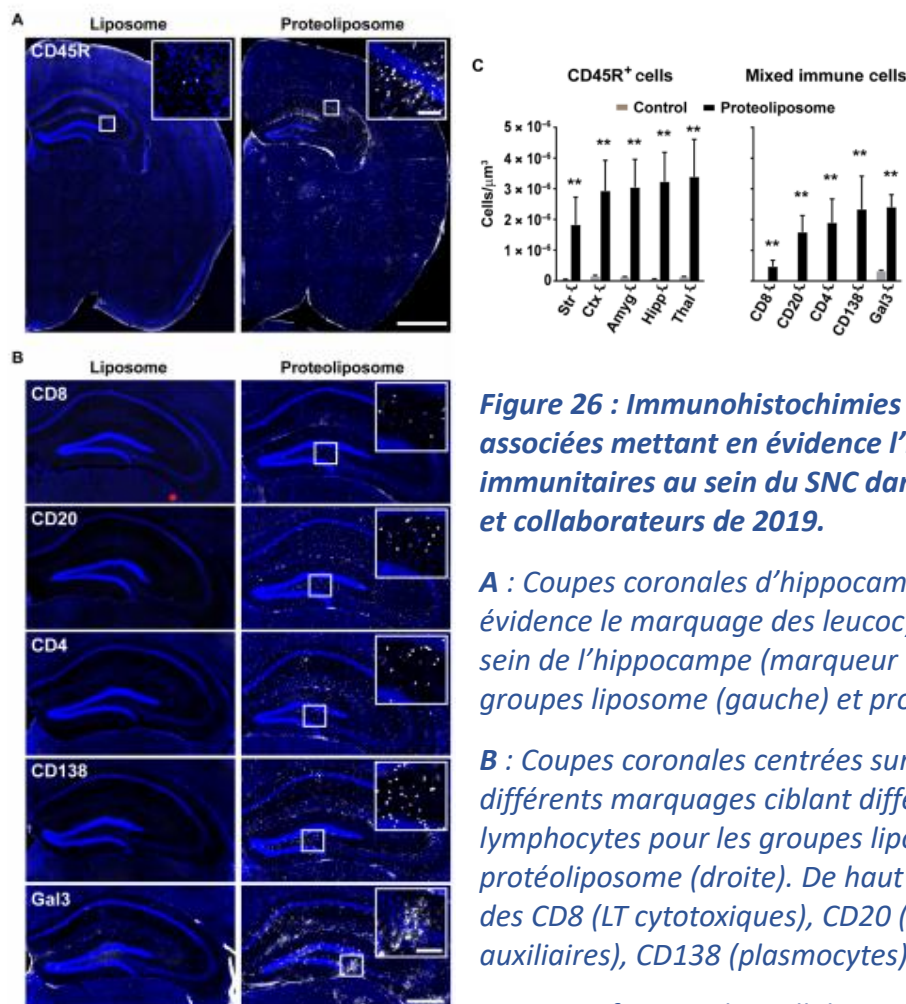 A
Liposome
Proteoliposome
CD45R
B
Liposome
Proteoliposome
CD8
CD20
CD4
CD138
Gal3
C
CD45R⁺ cells
Mixed immune cells
Control
Proteoliposome
Cells/μm³
5 × 10⁻⁶
4 × 10⁻⁶
3 × 10⁻⁶
2 × 10⁻⁶
1 × 10⁻⁶
0
** ** ** ** **
** ** ** ** **
Str Ctx Amyg Hipp Thal
CD8 CD20 CD4 CD138 Gal3
Figure 26 : Immunohistochimies
associées mettant en évidence l’
immunitaires au sein du SNC dan
et collaborateurs de 2019.
A : Coupes coronales d’hippocam
évidence le marquage des leucoc
sein de l’hippocampe (marqueur
groupes liposome (gauche) et pro
B : Coupes coronales centrées sur
différents marquages ciblant diffé
lymphocytes pour les groupes lipo
protéoliposome (droite). De haut
des CD8 (LT cytotoxiques), CD20 (
auxiliaires), CD138 (plasmocytes)